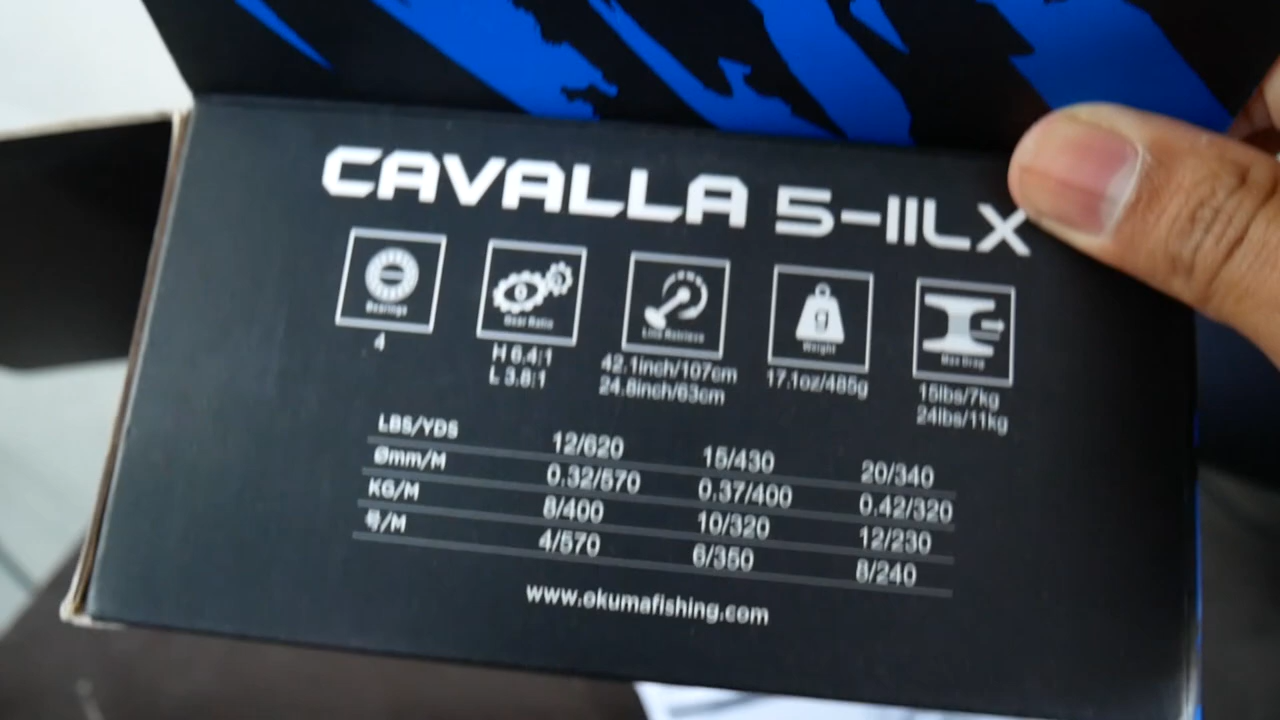 CAVALLA 5-IILX
Bearings
4
Gear Ratio
H 6.4:1
L 3.8:1
Line Retrieve
42.1inch/107cm
24.8inch/63cm
Weight
17.1oz/485g
Max Drag
15lbs/7kg
24lbs/11kg
LBS/YDS 12/620 15/430 20/340
Ømm/M 0.32/570 0.37/400 0.42/320
KG/M 8/400 10/320 12/230
号/M 4/570 6/350 8/240
www.okumafishing.com